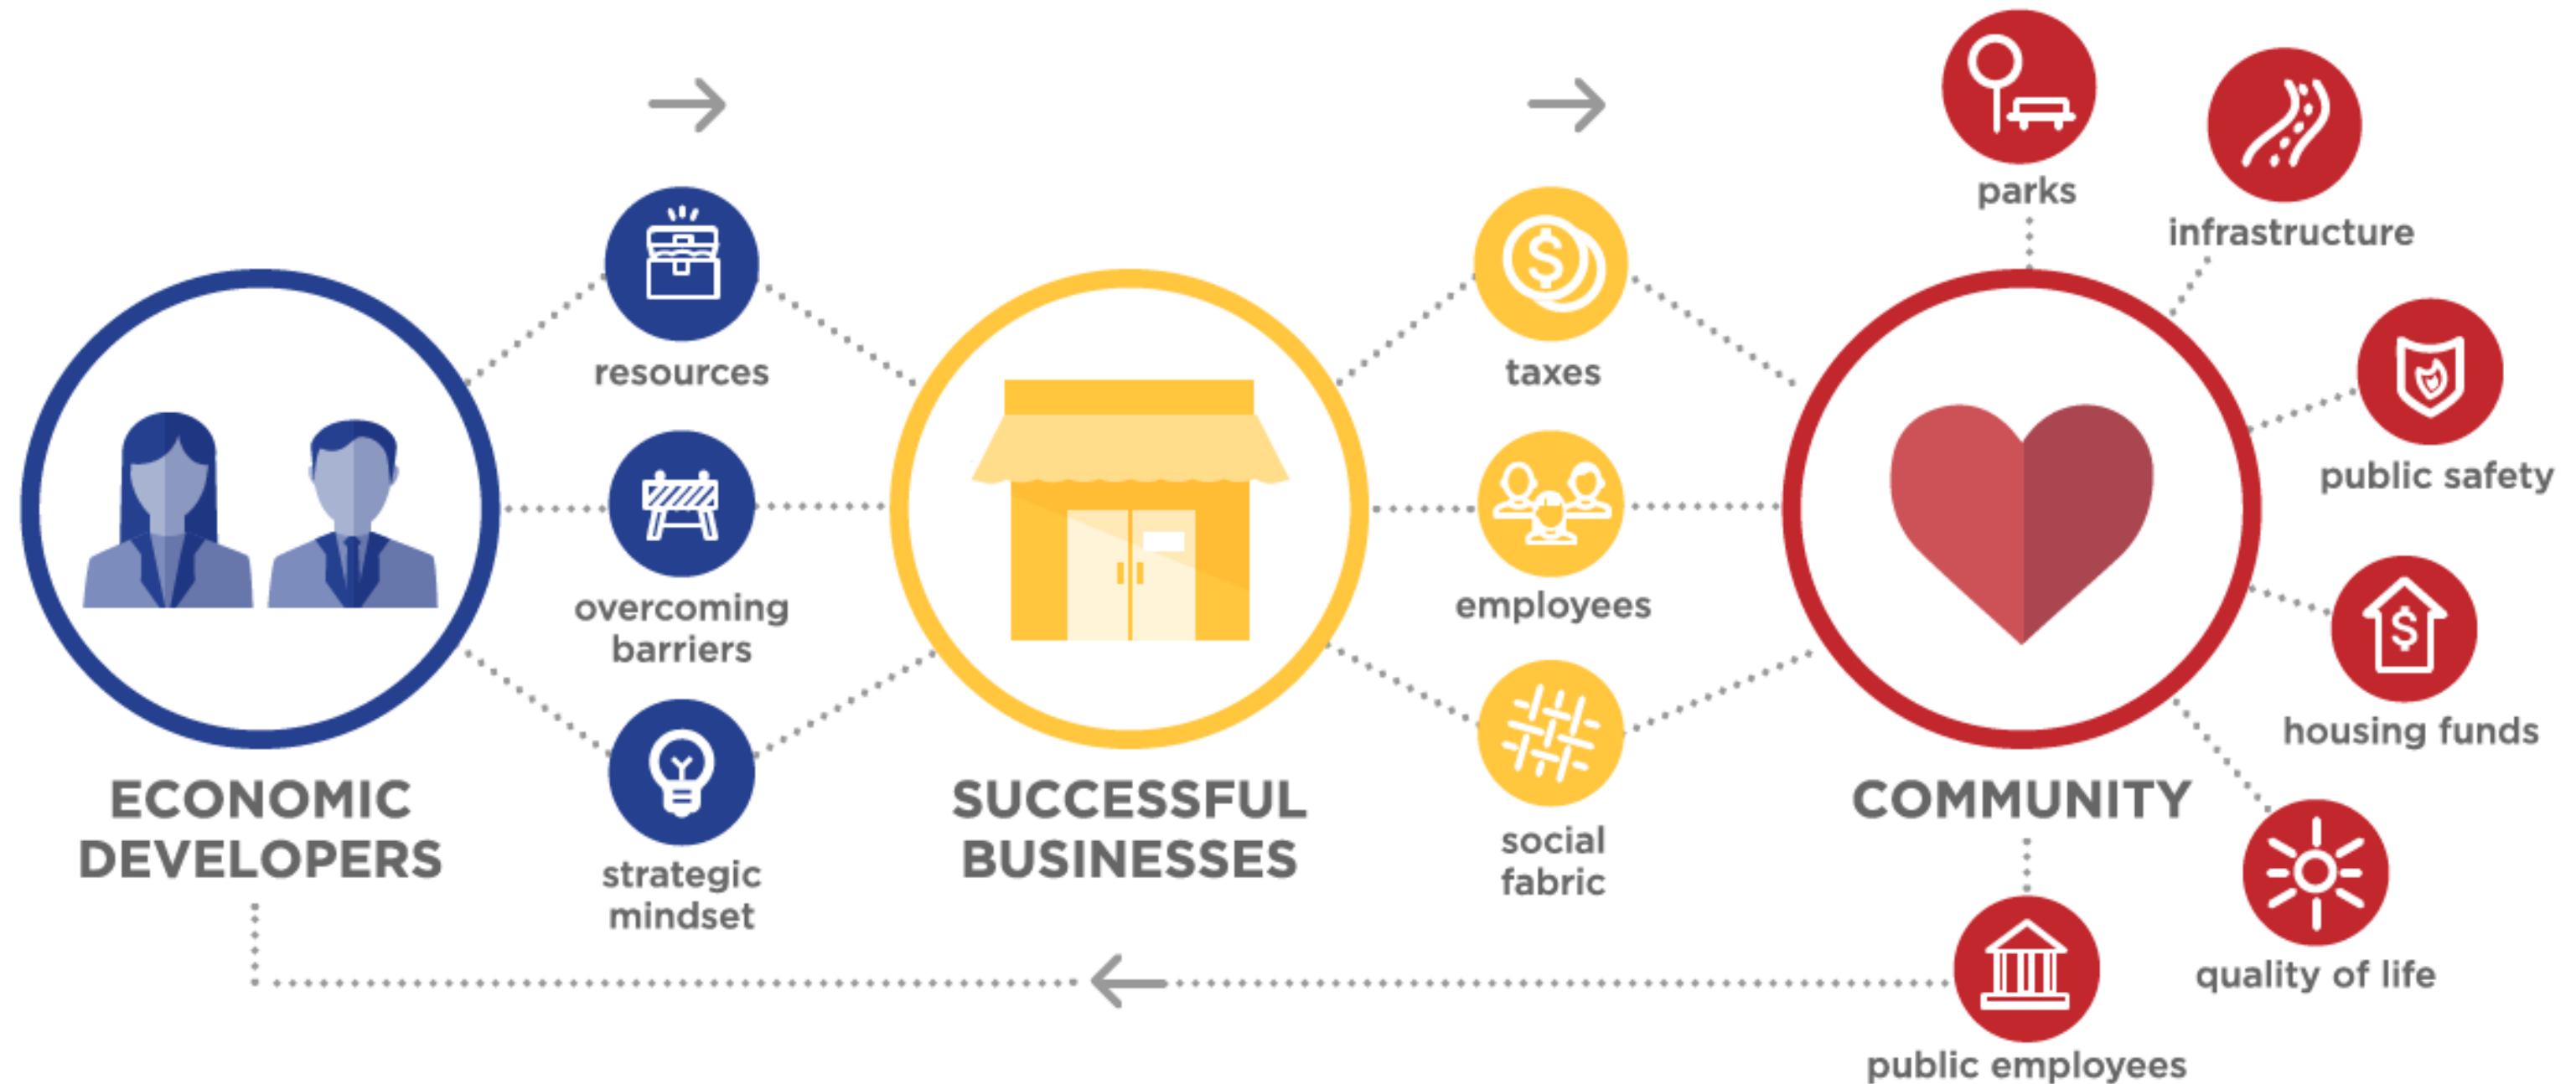 ECONOMIC
DEVELOPERS
resources
overcoming
barriers
strategic
mindset
SUCCESSFUL
BUSINESSES
$
taxes
employees
social
fabric
COMMUNITY
parks
infrastructure
public safety
$
housing funds
quality of life
public employees